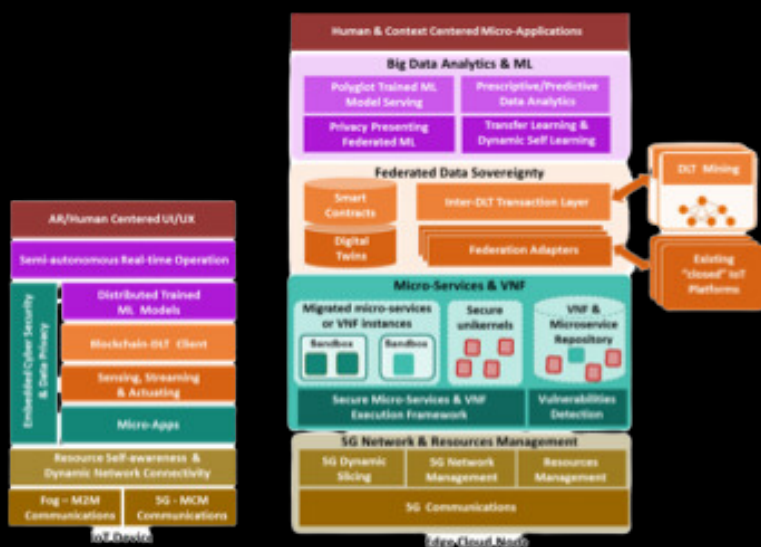 Human & Context Centered Micro-Applications
Big Data Analytics & ML
Polyglot Trained ML
Model Serving
Prescriptive/Predictive
Data Analytics
Privacy Presenting
Federated ML
Transfer Learning &
Dynamic Self Learning
Federated Data Sovereignty
Smart
Contracts
Inter-DLT Transaction Layer
DLT Mining
Digital
Twins
Federation Adapters
Existing
"closed" IoT
Platforms
Micro-Services & VNF
Migrated micro-services
or VNF instances
Sandbox
Sandbox
Secure
unikernels
VNF &
Microservice
Repository
Secure Micro-Services & VNF
Execution Framework
Vulnerabilities
Detection
5G Network & Resources Management
5G Dynamic
Slicing
5G Network
Management
Resources
Management
5G Communications
Edge Cloud Node
AR/Human Centered UI/UX
Semi-autonomous Real-time Operation
Embedded Cyber Security
& Data Privacy
Distributed Trained
ML Models
Blockchain-DLT Client
Sensing, Streaming
& Actuating
Micro-Apps
Resource Self-awareness &
Dynamic Network Connectivity
Fog – M2M
Communications
5G - MCM
Communications
IoT Device